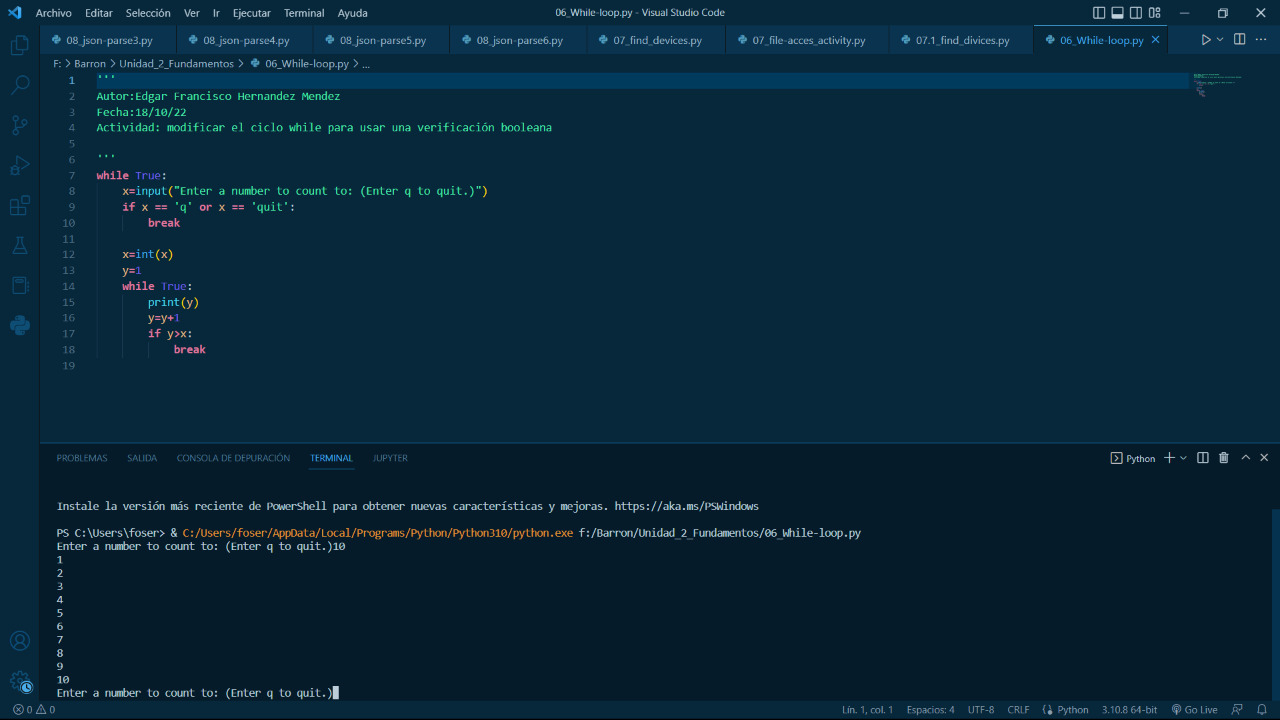 Archivo Editar Selección Ver Ir Ejecutar Terminal Ayuda 06_While-loop.py - Visual Studio Code
08_json-parse3.py 08_json-parse4.py 08_json-parse5.py 08_json-parse6.py 07_find_devices.py 07_file-acces_activity.py 07.1_find_divices.py 06_While-loop.py
F: > Barron > Unidad_2_Fundamentos > 06_While-loop.py > ...
1 '''
2 Autor:Edgar Francisco Hernandez Mendez
3 Fecha:18/10/22
4 Actividad: modificar el ciclo while para usar una verificación booleana
5
6 '''
7 while True:
8     x=input("Enter a number to count to: (Enter q to quit.)")
9     if x == 'q' or x == 'quit':
10         break
11
12     x=int(x)
13     y=1
14     while True:
15         print(y)
16         y=y+1
17         if y>x:
18             break
19
PROBLEMAS SALIDA CONSOLA DE DEPURACIÓN TERMINAL JUPYTER Python
Instale la versión más reciente de PowerShell para obtener nuevas características y mejoras. https://aka.ms/PSWindows
PS C:\Users\foser> & C:/Users/foser/AppData/Local/Programs/Python/Python310/python.exe f:/Barron/Unidad_2_Fundamentos/06_While-loop.py
Enter a number to count to: (Enter q to quit.)10
1
2
3
4
5
6
7
8
9
10
Enter a number to count to: (Enter q to quit.)
0 0 Lín. 1, col. 1 Espacios: 4 UTF-8 CRLF Python 3.10.8 64-bit Go Live